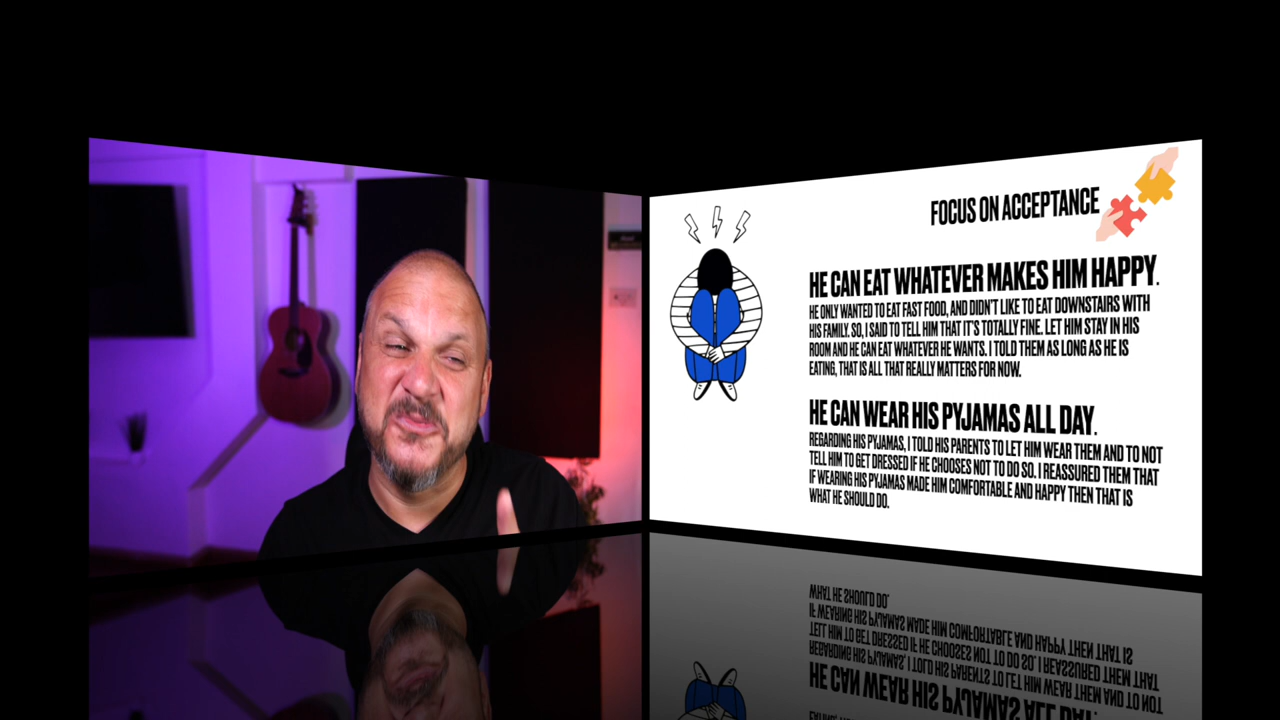 FOCUS ON ACCEPTANCE
HE CAN EAT WHATEVER MAKES HIM HAPPY.
HE ONLY WANTED TO EAT FAST FOOD, AND DIDN'T LIKE TO EAT DOWNSTAIRS WITH
HIS FAMILY. SO, I SAID TO TELL HIM THAT IT'S TOTALLY FINE. LET HIM STAY IN HIS
ROOM AND HE CAN EAT WHATEVER HE WANTS. I TOLD THEM AS LONG AS HE IS
EATING, THAT IS ALL THAT REALLY MATTERS FOR NOW.
HE CAN WEAR HIS PYJAMAS ALL DAY.
REGARDING HIS PYJAMAS, I TOLD HIS PARENTS TO LET HIM WEAR THEM AND TO NOT
TELL HIM TO GET DRESSED IF HE CHOOSES NOT TO DO SO. I REASSURED THEM THAT
IF WEARING HIS PYJAMAS MADE HIM COMFORTABLE AND HAPPY THEN THAT IS
WHAT HE SHOULD DO.